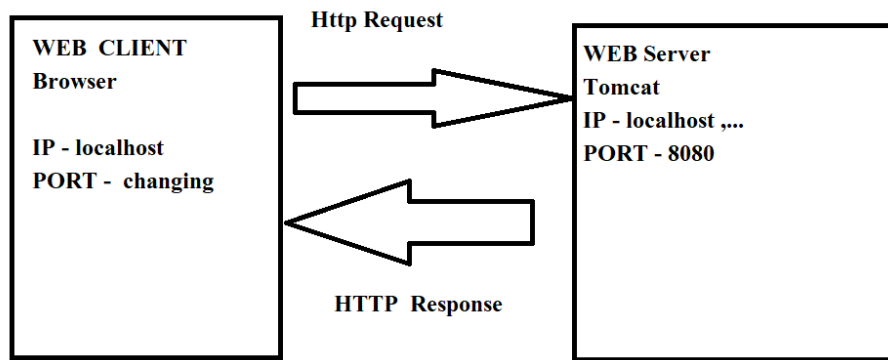 Http Request
WEB CLIENT
Browser
IP - localhost
PORT - changing
WEB Server
Tomcat
IP - localhost ,...
PORT - 8080
HTTP Response